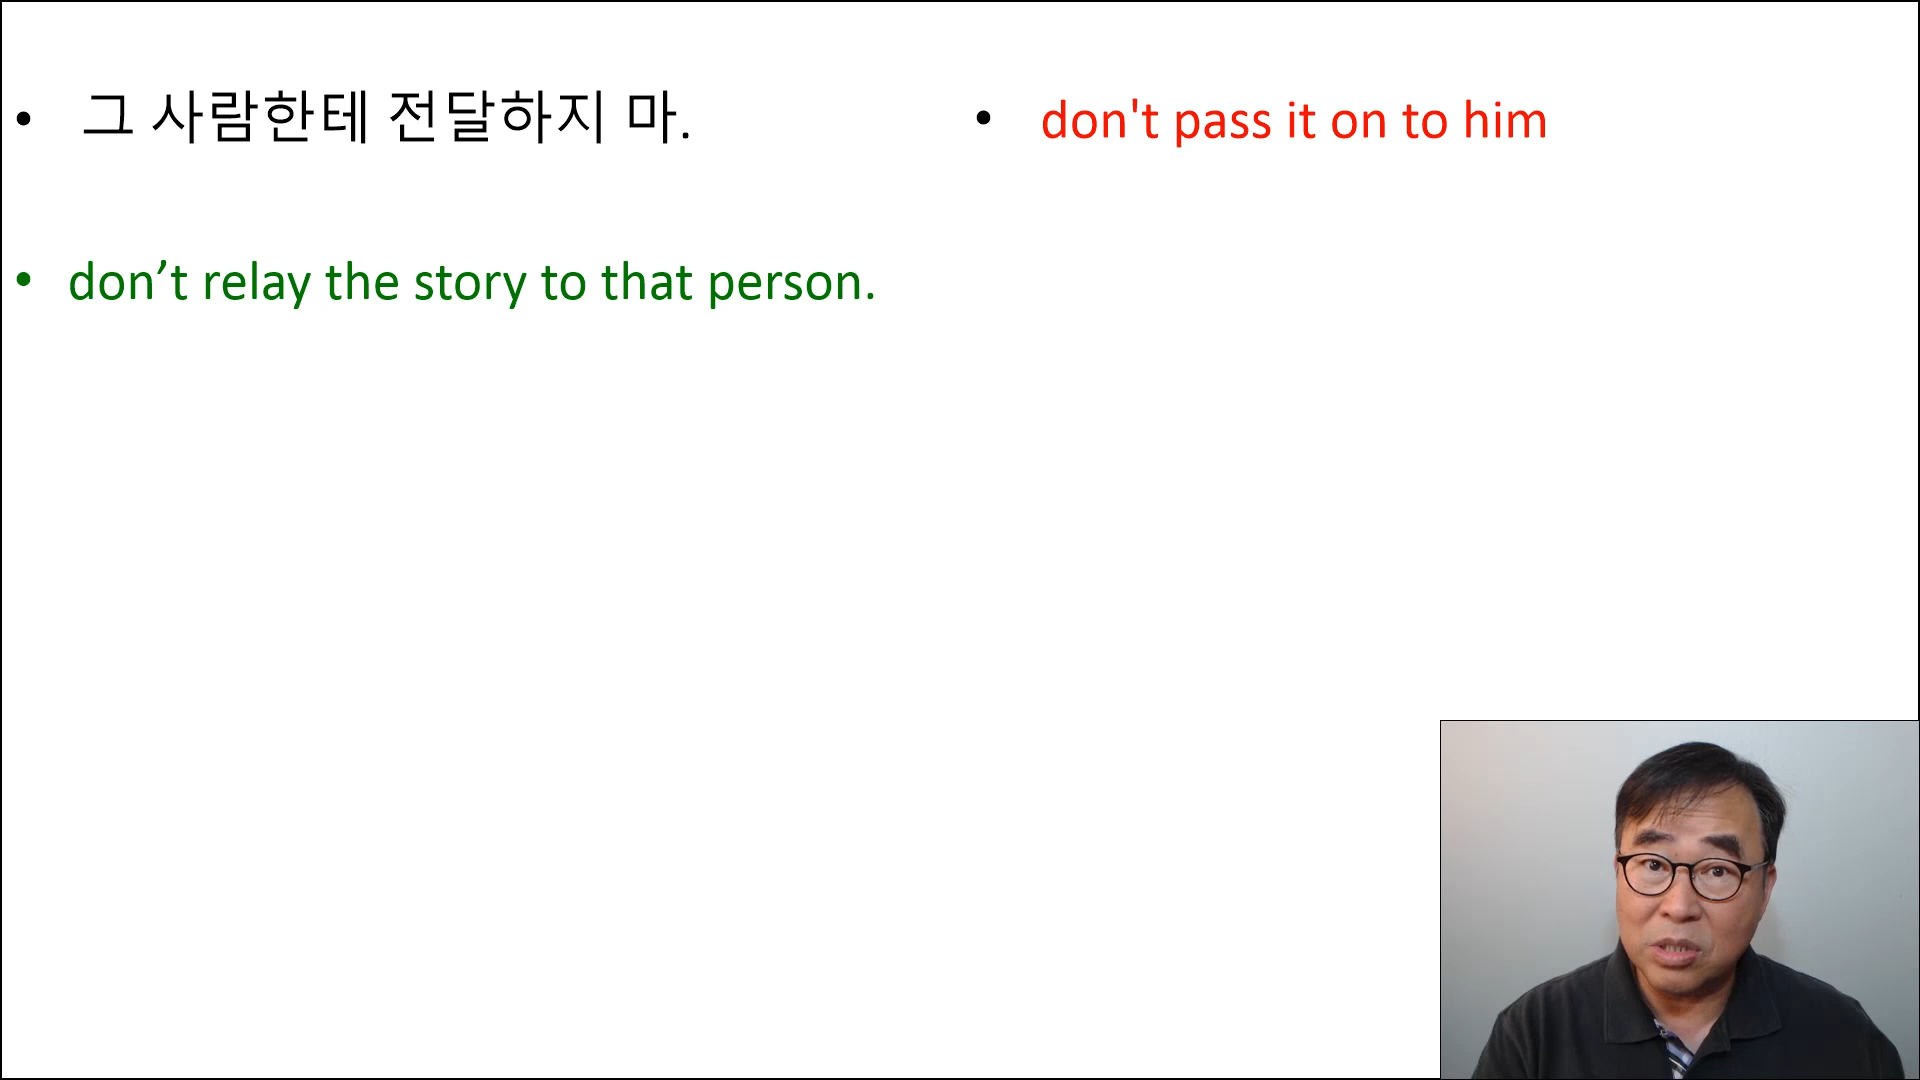 • 그 사람한테 전달하지 마.
• don't pass it on to him
• don’t relay the story to that person.